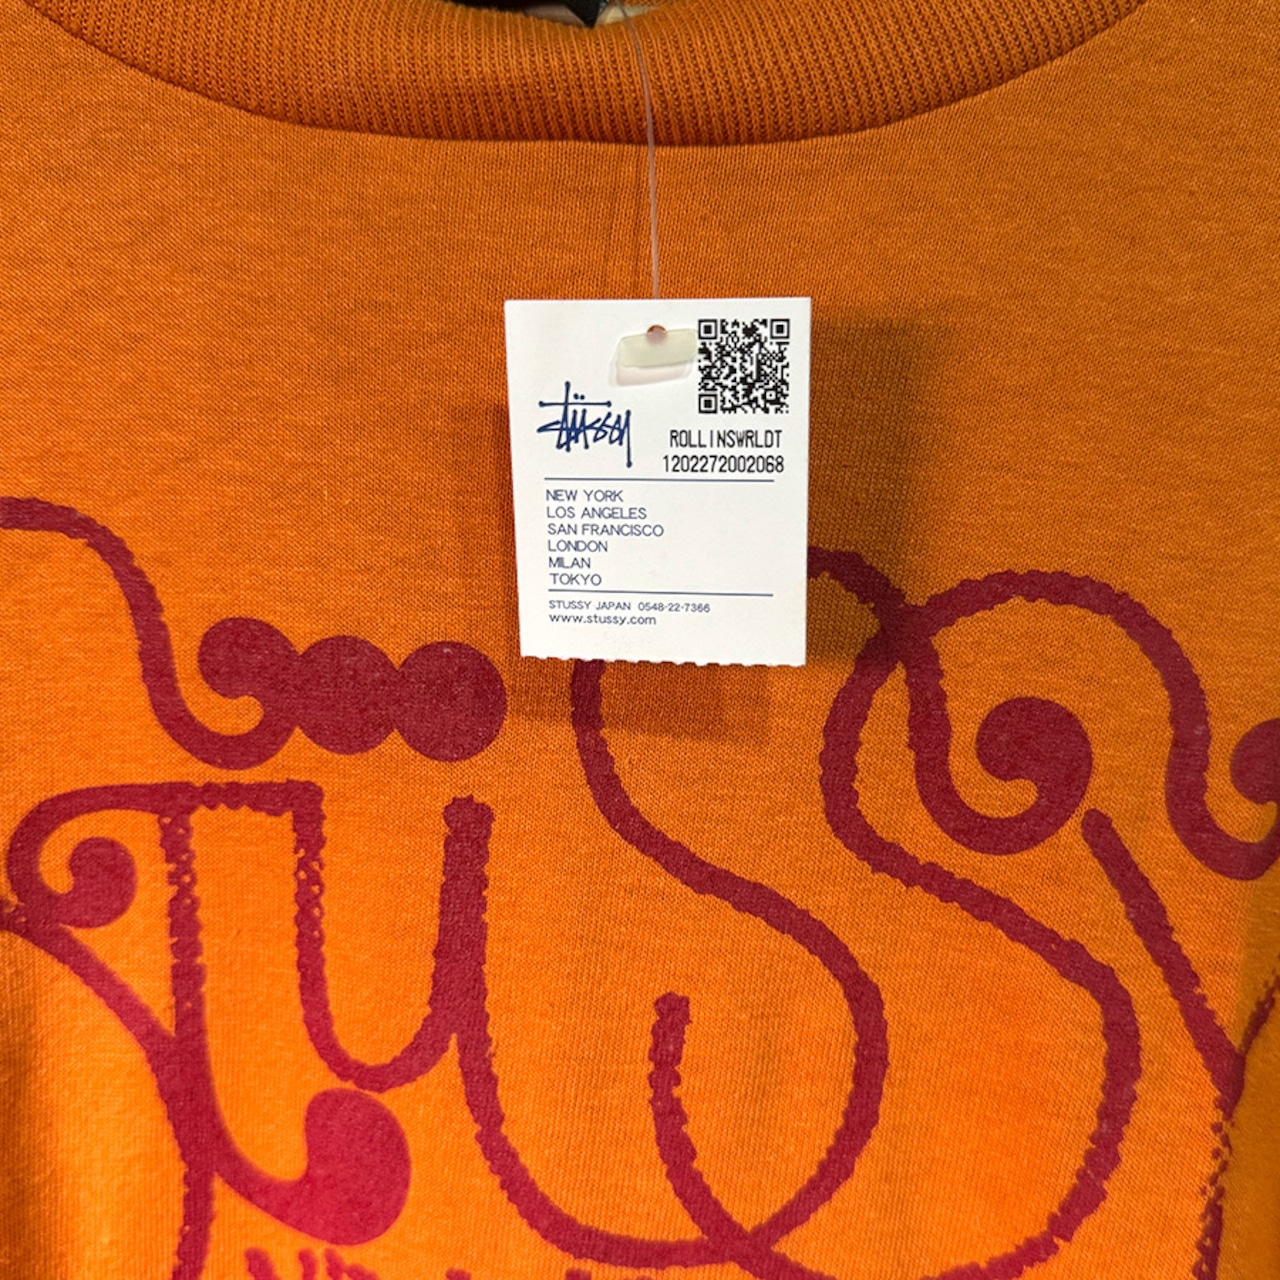 STÜSSY
ROLLINSWRLDT
1202272002068
NEW YORK
LOS ANGELES
SAN FRANCISCO
LONDON
MILAN
TOKYO
STUSSY JAPAN 0548-22-7366
www.stussy.com